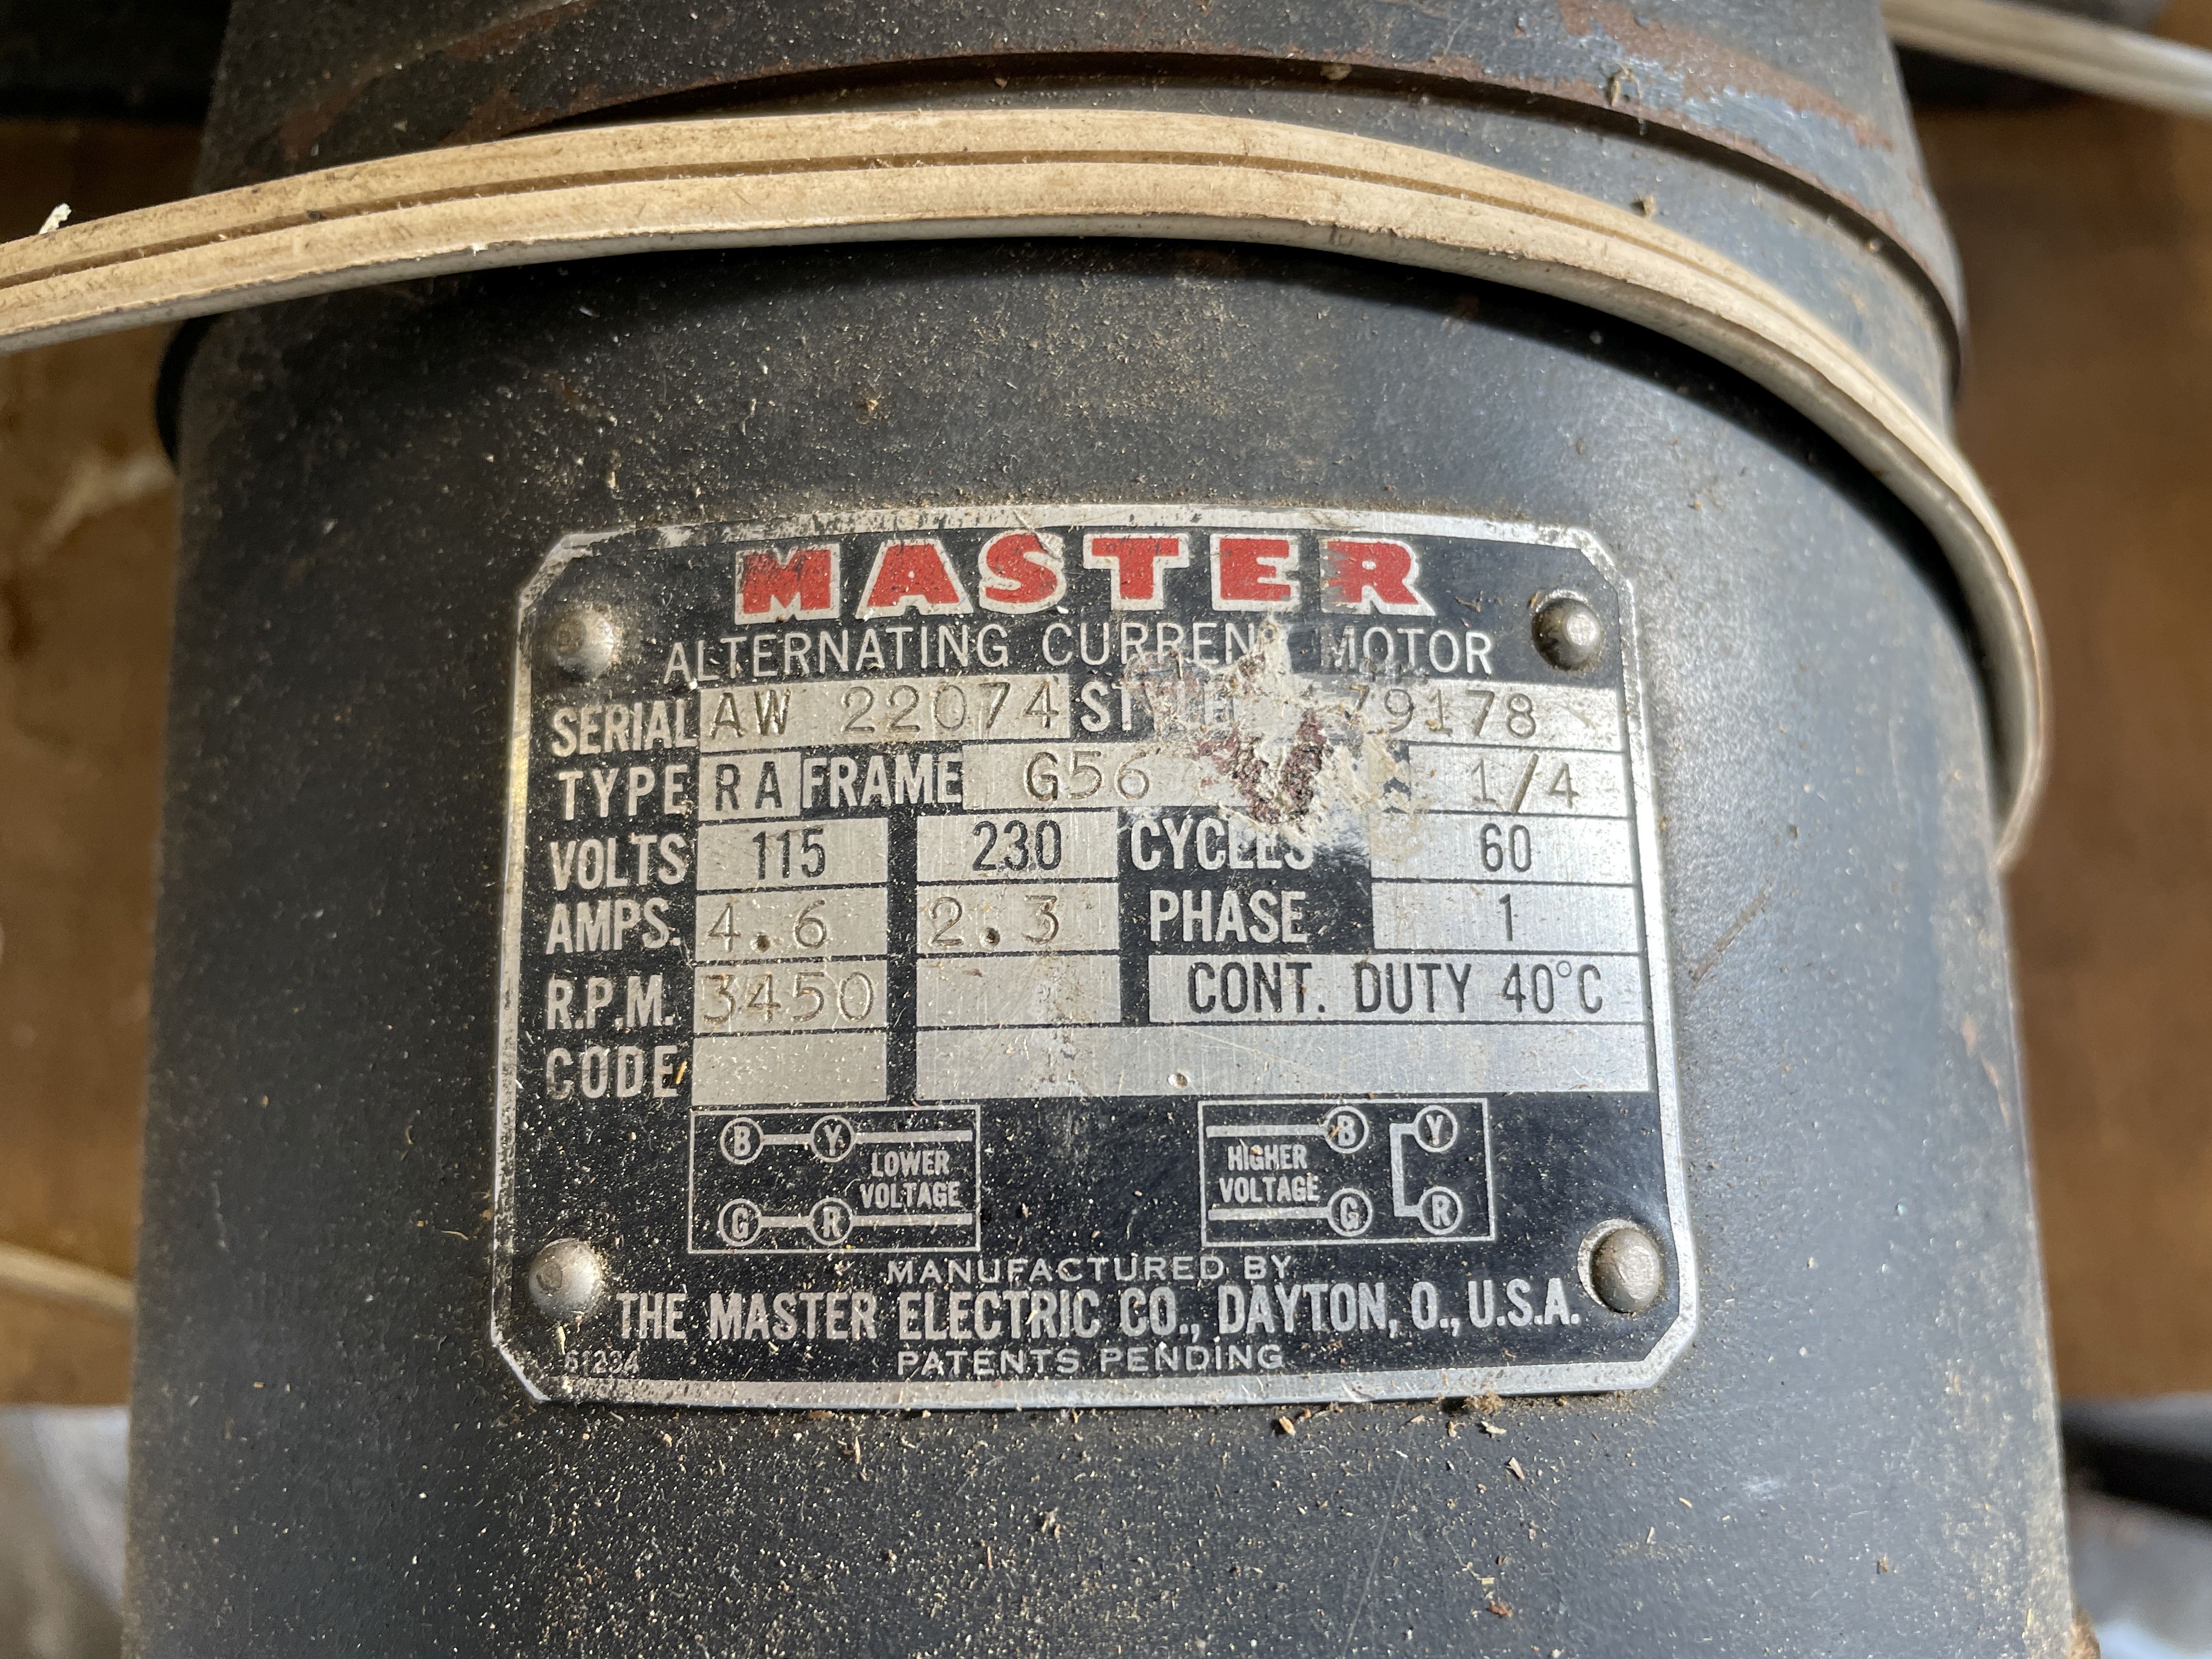 MASTER
ALTERNATING CURRENT MOTOR
SERIAL AW 22074 79178
TYPE RA FRAME G56 1/4
VOLTS 115 230 CYCLES 60
AMPS. 4.6 2.3 PHASE 1
R.P.M. 3450 CONT. DUTY 40°C
CODE
B Y
LOWER
VOLTAGE
G R
B Y
HIGHER
VOLTAGE
G R
MANUFACTURED BY
THE MASTER ELECTRIC CO., DAYTON, O., U.S.A.
PATENTS PENDING